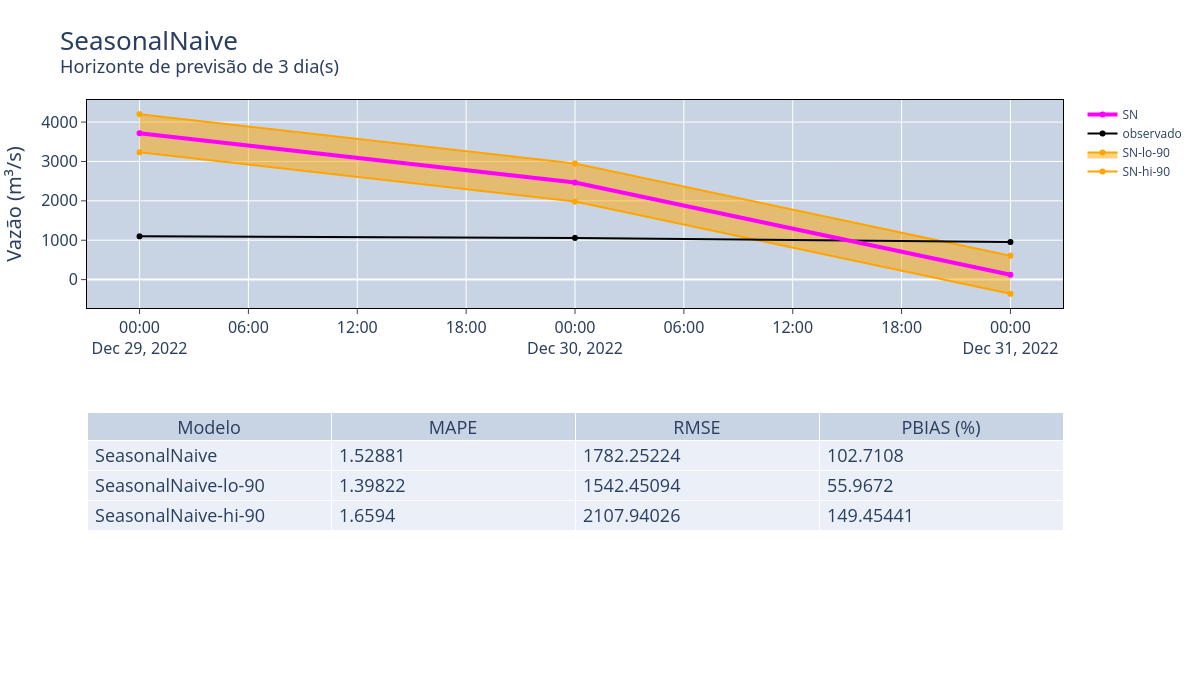 SeasonalNaive
Horizonte de previsão de 3 dia(s)
Vazão (m³/s)
4000
3000
2000
1000
0
00:00 06:00 12:00 18:00 00:00 06:00 12:00 18:00 00:00
Dec 29, 2022 Dec 30, 2022 Dec 31, 2022
SN
observado
SN-lo-90
SN-hi-90
Modelo MAPE RMSE PBIAS (%)
SeasonalNaive 1.52881 1782.25224 102.7108
SeasonalNaive-lo-90 1.39822 1542.45094 55.9672
SeasonalNaive-hi-90 1.6594 2107.94026 149.45441